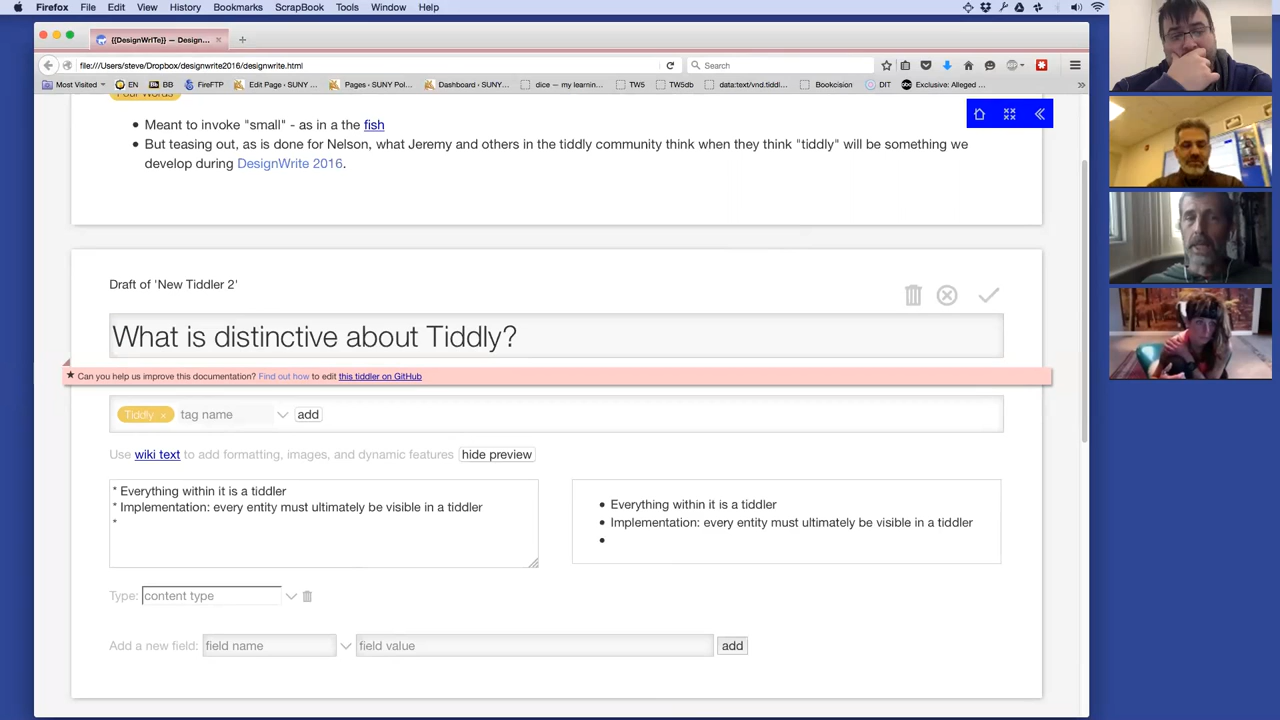 Firefox File Edit View History Bookmarks ScrapBook Tools Window Help
{{DesignWrITe}} — Design... ×
file:///Users/steve/Dropbox/designwrite2016/designwrite.html
Search
Most Visited EN BB FireFTP Edit Page - SUNY ... Pages - SUNY Pol... Dashboard - SUNY... dice — my learnin... TW5 TW5db data:text/vnd.tiddl... Bookcision DIT Exclusive: Alleged ...
Four Words
• Meant to invoke "small" - as in a the fish
• But teasing out, as is done for Nelson, what Jeremy and others in the tiddly community think when they think "tiddly" will be something we
develop during DesignWrite 2016.
Draft of 'New Tiddler 2'
What is distinctive about Tiddly?
★ Can you help us improve this documentation? Find out how to edit this tiddler on GitHub
Tiddly × tag name add
Use wiki text to add formatting, images, and dynamic features hide preview
* Everything within it is a tiddler
* Implementation: every entity must ultimately be visible in a tiddler
*
• Everything within it is a tiddler
• Implementation: every entity must ultimately be visible in a tiddler
•
Type: content type
Add a new field: field name field value add